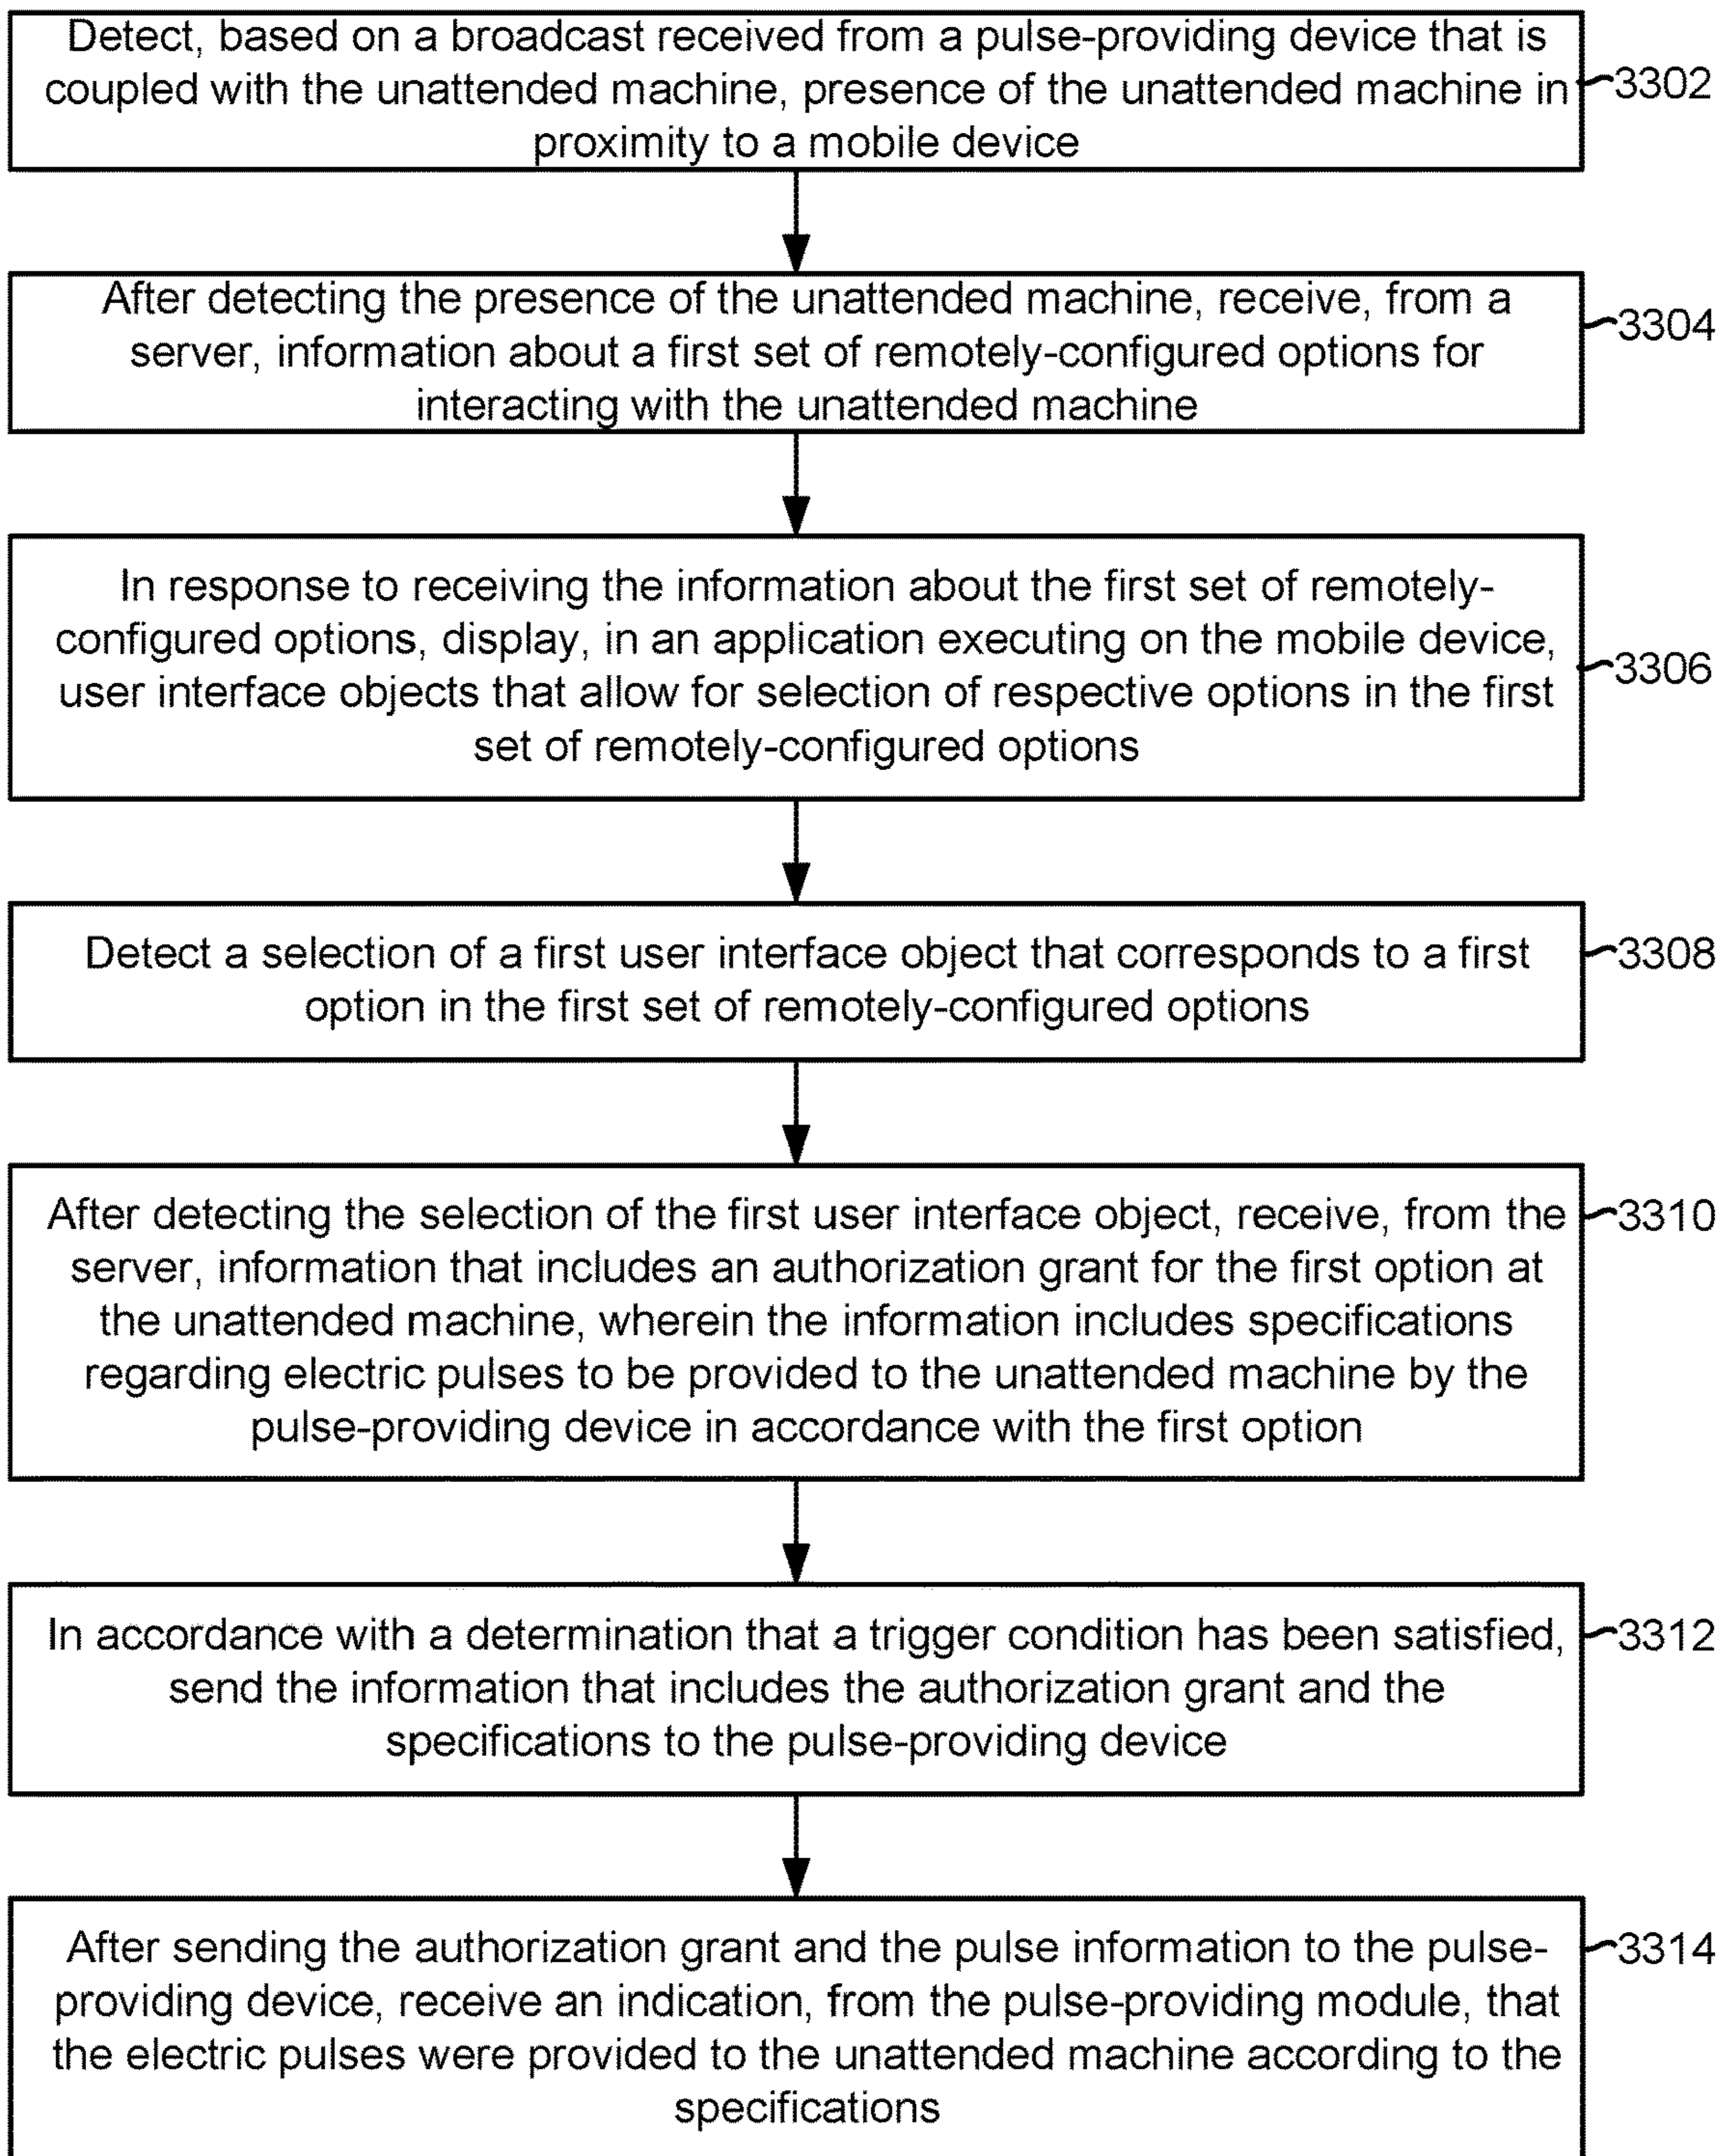 Detect, based on a broadcast received from a pulse-providing device that is
coupled with the unattended machine, presence of the unattended machine in
proximity to a mobile device
3302
After detecting the presence of the unattended machine, receive, from a
server, information about a first set of remotely-configured options for
interacting with the unattended machine
3304
In response to receiving the information about the first set of remotely-
configured options, display, in an application executing on the mobile device,
user interface objects that allow for selection of respective options in the first
set of remotely-configured options
3306
Detect a selection of a first user interface object that corresponds to a first
option in the first set of remotely-configured options
3308
After detecting the selection of the first user interface object, receive, from the
server, information that includes an authorization grant for the first option at
the unattended machine, wherein the information includes specifications
regarding electric pulses to be provided to the unattended machine by the
pulse-providing device in accordance with the first option
3310
In accordance with a determination that a trigger condition has been satisfied,
send the information that includes the authorization grant and the
specifications to the pulse-providing device
3312
After sending the authorization grant and the pulse information to the pulse-
providing device, receive an indication, from the pulse-providing module, that
the electric pulses were provided to the unattended machine according to the
specifications
3314